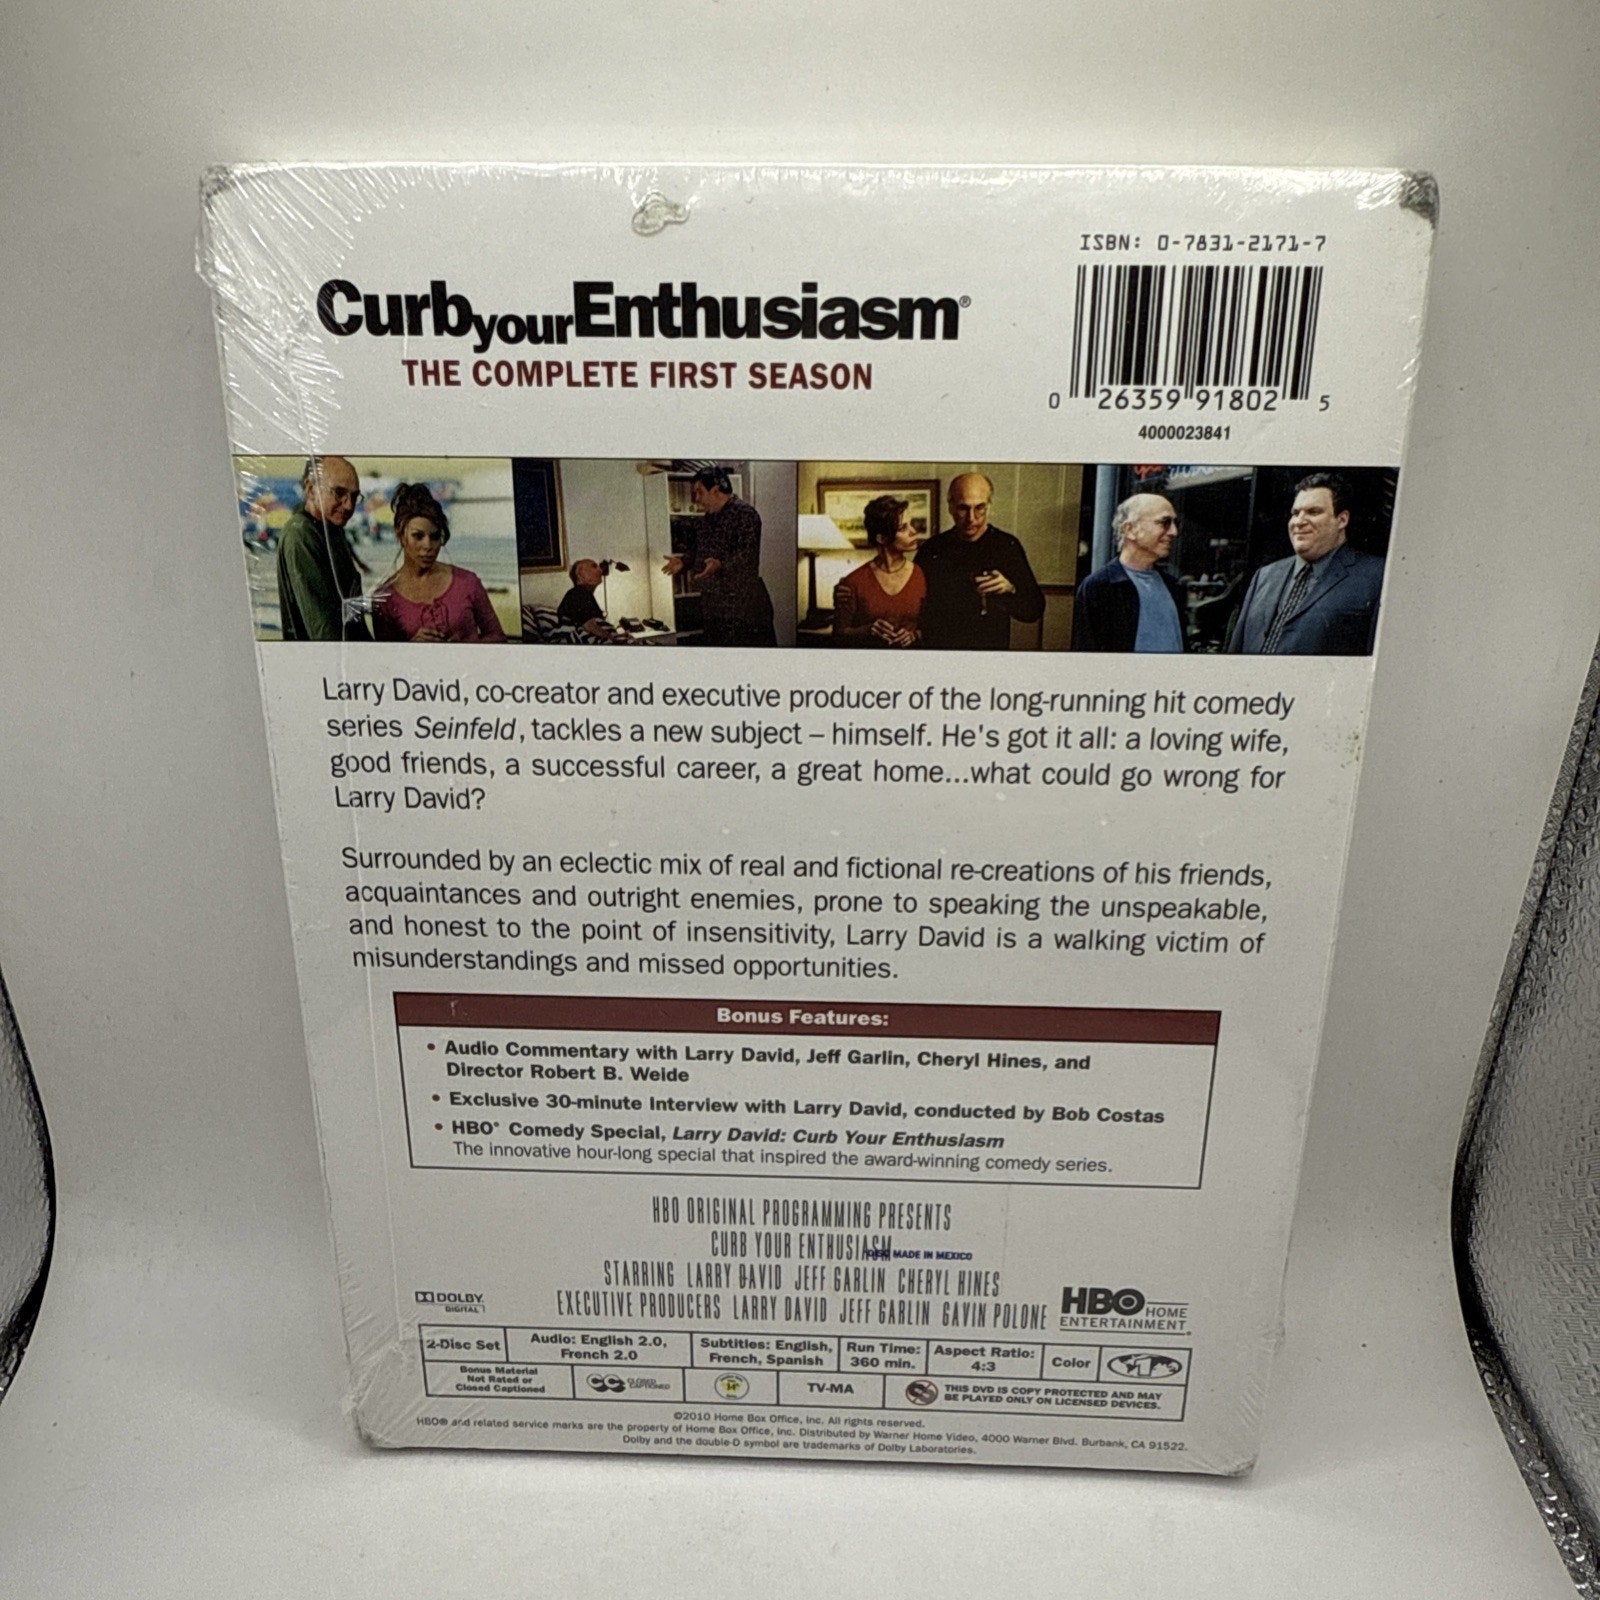 ISBN: 0-7831-2171-7
Curb your Enthusiasm®
THE COMPLETE FIRST SEASON
0 26359 91802 5
4000023841
Larry David, co-creator and executive producer of the long-running hit comedy
series Seinfeld, tackles a new subject – himself. He's got it all: a loving wife,
good friends, a successful career, a great home...what could go wrong for
Larry David?
Surrounded by an eclectic mix of real and fictional re-creations of his friends,
acquaintances and outright enemies, prone to speaking the unspeakable,
and honest to the point of insensitivity, Larry David is a walking victim of
misunderstandings and missed opportunities.
Bonus Features:
• Audio Commentary with Larry David, Jeff Garlin, Cheryl Hines, and
Director Robert B. Weide
• Exclusive 30-minute Interview with Larry David, conducted by Bob Costas
• HBO® Comedy Special, Larry David: Curb Your Enthusiasm
The innovative hour-long special that inspired the award-winning comedy series.
HBO ORIGINAL PROGRAMMING PRESENTS
CURB YOUR ENTHUSIASM
DISC MADE IN MEXICO
STARRING LARRY DAVID JEFF GARLIN CHERYL HINES
EXECUTIVE PRODUCERS LARRY DAVID JEFF GARLIN GAVIN POLONE
DOLBY
DIGITAL
HBO HOME
ENTERTAINMENT
2-Disc Set
Audio: English 2.0,
French 2.0
Subtitles: English,
French, Spanish
Run Time:
360 min.
Aspect Ratio:
4:3
Color
1
Bonus Material
Not Rated or
Closed Captioned
CC CLOSED
CAPTIONED
14+
TV-MA
THIS DVD IS COPY PROTECTED AND MAY
BE PLAYED ONLY ON LICENSED DEVICES.
©2010 Home Box Office, Inc. All rights reserved.
HBO® and related service marks are the property of Home Box Office, Inc. Distributed by Warner Home Video, 4000 Warner Blvd. Burbank, CA 91522.
Dolby and the double-D symbol are trademarks of Dolby Laboratories.